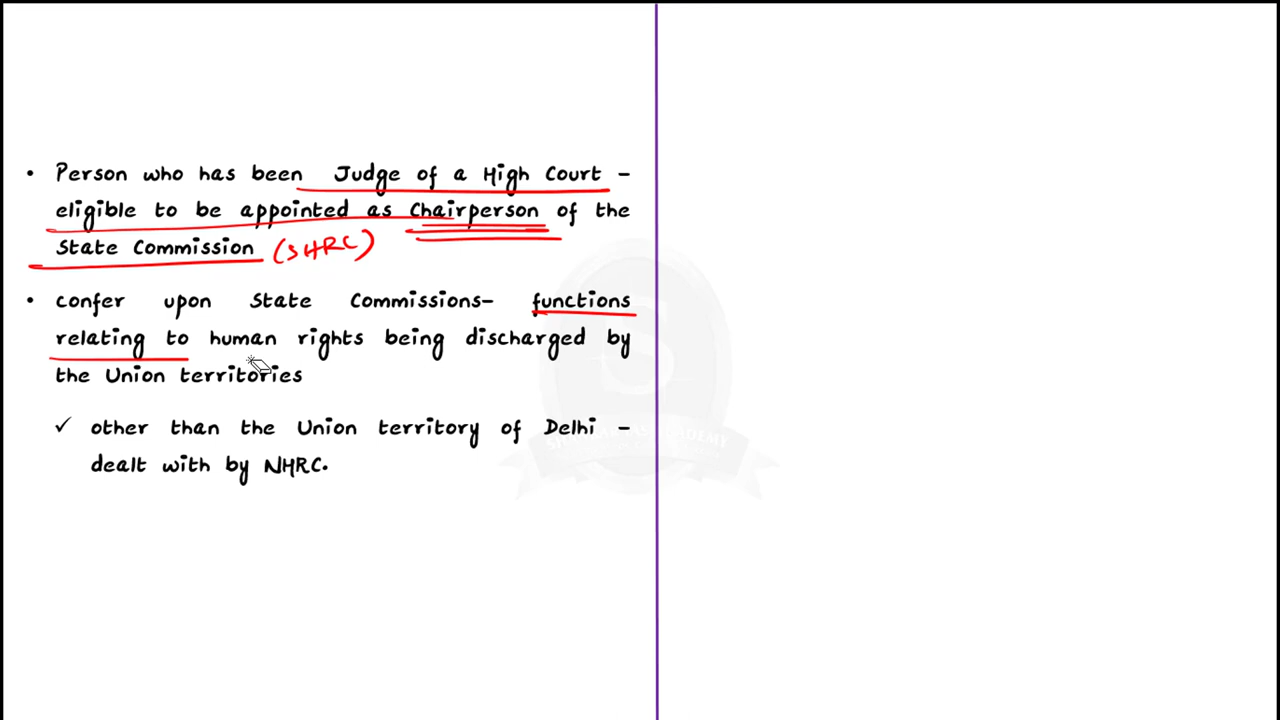 • Person who has been Judge of a High Court –
eligible to be appointed as Chairperson of the
State Commission (SHRC)
• confer upon State Commissions– functions
relating to human rights being discharged by
the Union territories
✓ other than the Union territory of Delhi –
dealt with by NHRC.